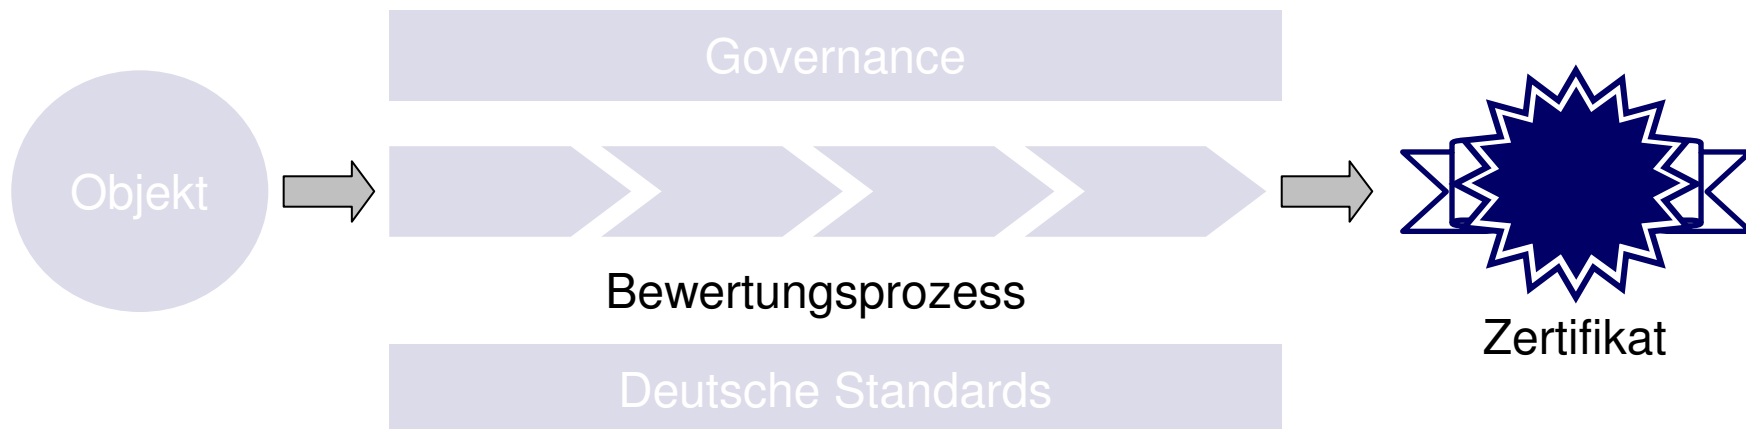 Governance
Objekt
Bewertungsprozess
Zertifikat
Deutsche Standards